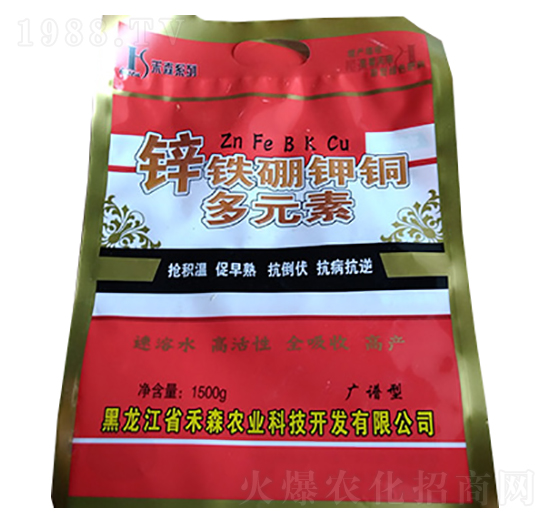 1988.TV
HS 禾森系列
Zn Fe B K Cu
锌铁硼钾铜
多元素
抢积温 促早熟 抗倒伏 抗病抗逆
速溶水 高活性 全吸收 高产
净含量：1500g 广谱型
黑龙江省禾森农业科技开发有限公司
火爆农化招商网